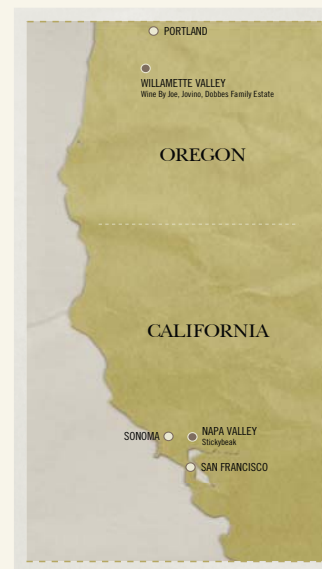 PORTLAND
WILLAMETTE VALLEY
Wine By Joe, Jovino, Dobbes Family Estate
OREGON
CALIFORNIA
SONOMA
NAPA VALLEY
Stickybeak
SAN FRANCISCO